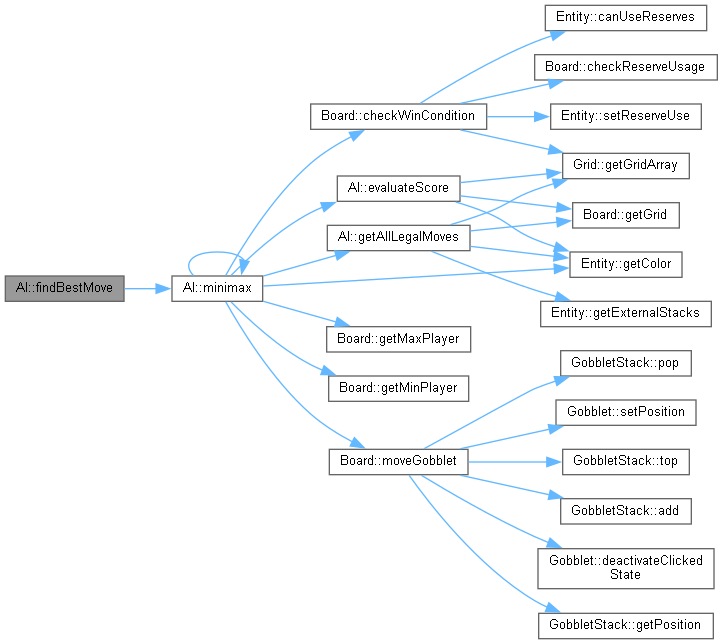 Entity::canUseReserves
Board::checkReserveUsage
Board::checkWinCondition
Entity::setReserveUse
Grid::getGridArray
AI::evaluateScore
Board::getGrid
AI::getAllLegalMoves
Entity::getColor
AI::findBestMove
AI::minimax
Entity::getExternalStacks
Board::getMaxPlayer
GobbletStack::pop
Board::getMinPlayer
Gobblet::setPosition
Board::moveGobblet
GobbletStack::top
GobbletStack::add
Gobblet::deactivateClicked
State
GobbletStack::getPosition